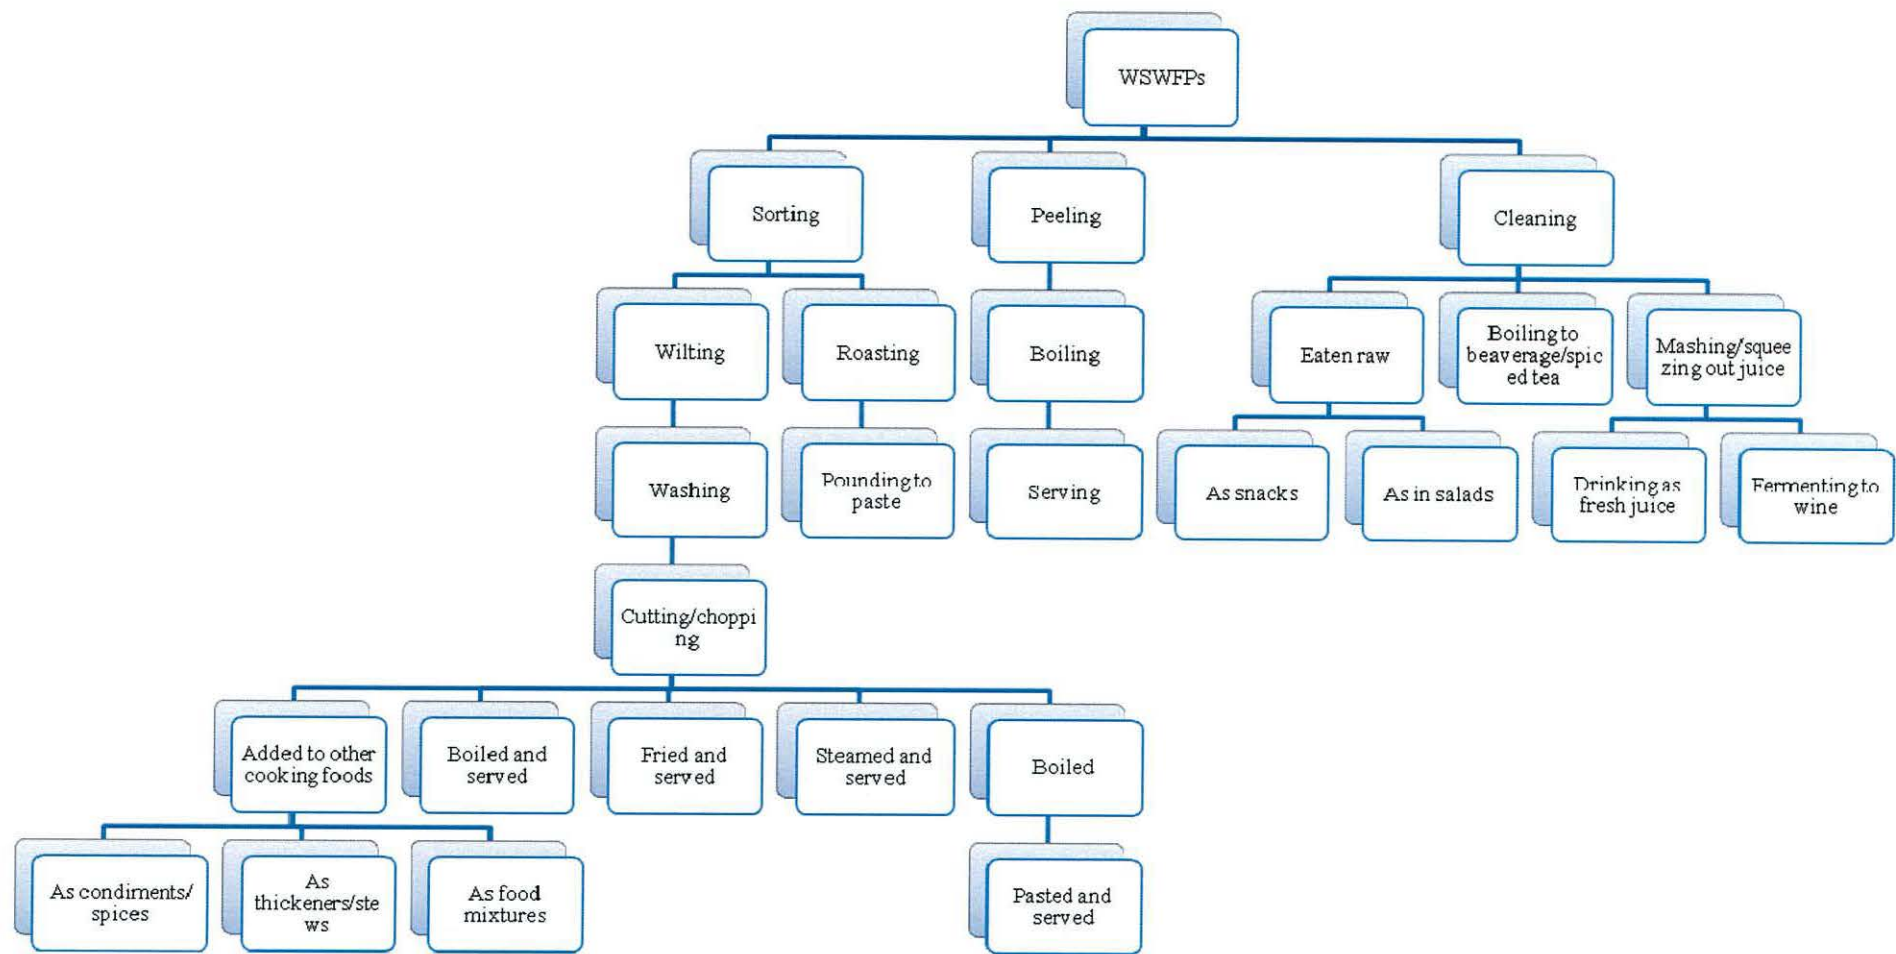 WSWFPs
Sorting
Peeling
Cleaning
Wilting
Roasting
Boiling
Eaten raw
Boiling to
beaverage/spic
ed tea
Mashing/squee
zing out juice
Washing
Pounding to
paste
Serving
As snacks
As in salads
Drinking as
fresh juice
Fermenting to
wine
Cutting/choppi
ng
Added to other
cooking foods
Boiled and
served
Fried and
served
Steamed and
served
Boiled
As condiments/
spices
As
thickeners/ste
ws
As food
mixtures
Pasted and
served